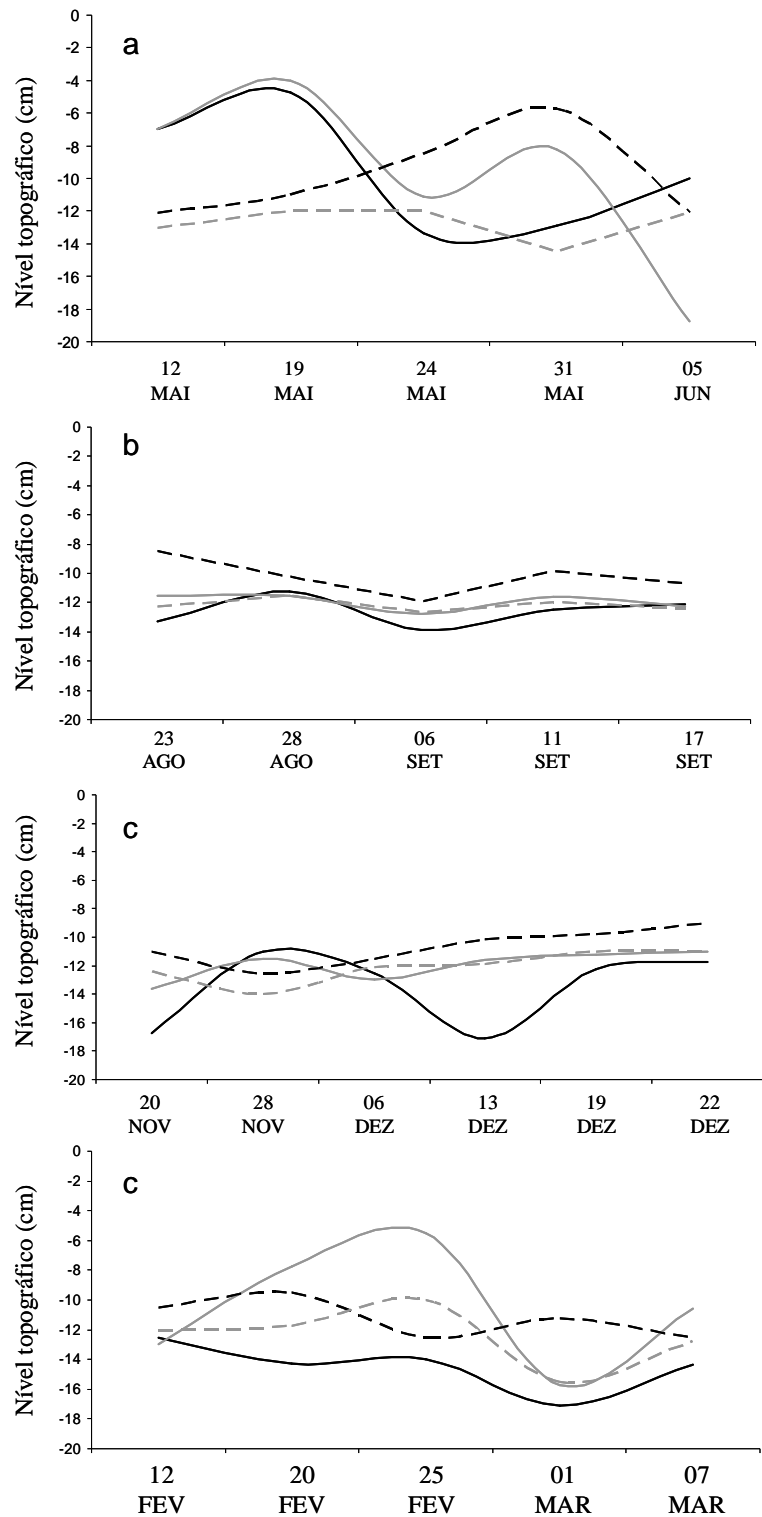 a
Nível topográfico (cm)
0
-2
-4
-6
-8
-10
-12
-14
-16
-18
-20
12 19 24 31 05
MAI MAI MAI MAI JUN
b
Nível topográfico (cm)
0
-2
-4
-6
-8
-10
-12
-14
-16
-18
-20
23 28 06 11 17
AGO AGO SET SET SET
c
Nível topográfico (cm)
0
-2
-4
-6
-8
-10
-12
-14
-16
-18
-20
20 28 06 13 19 22
NOV NOV DEZ DEZ DEZ DEZ
c
Nível topográfico (cm)
0
-2
-4
-6
-8
-10
-12
-14
-16
-18
-20
12 20 25 01 07
FEV FEV FEV MAR MAR